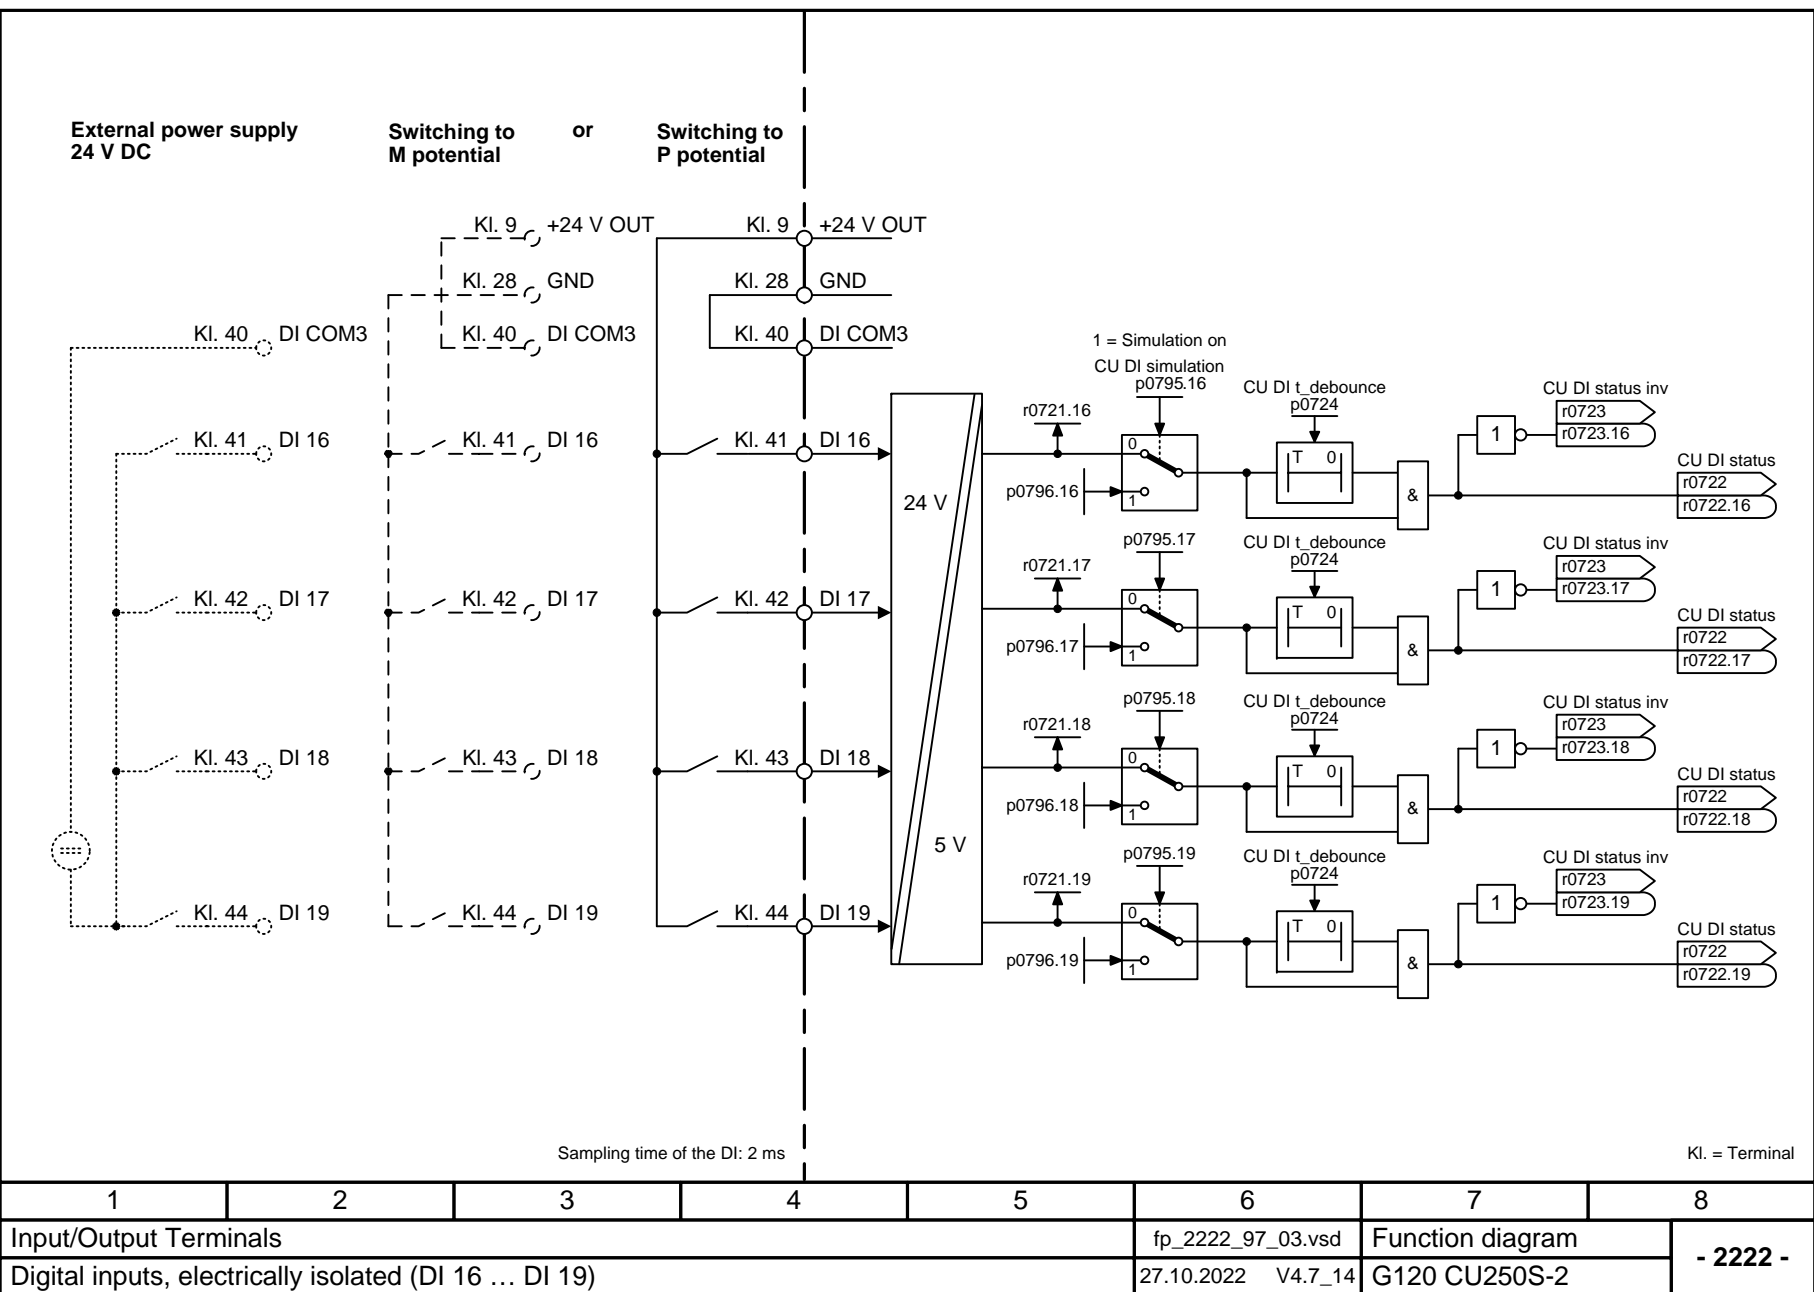 External power supply
24 V DC
Switching to
M potential
or
Switching to
P potential
Kl. 9 +24 V OUT
Kl. 9 +24 V OUT
Kl. 28 GND
Kl. 28 GND
Kl. 40 DI COM3
Kl. 40 DI COM3
Kl. 40 DI COM3
Kl. 41 DI 16
Kl. 41 DI 16
Kl. 41 DI 16
Kl. 42 DI 17
Kl. 42 DI 17
Kl. 42 DI 17
Kl. 43 DI 18
Kl. 43 DI 18
Kl. 43 DI 18
Kl. 44 DI 19
Kl. 44 DI 19
Kl. 44 DI 19
24 V
5 V
1 = Simulation on
CU DI simulation
p0795.16
r0721.16
p0796.16
0
1
CU DI t_debounce
p0724
T 0
&
1
CU DI status inv
r0723
r0723.16
CU DI status
r0722
r0722.16
p0795.17
r0721.17
p0796.17
0
1
CU DI t_debounce
p0724
T 0
&
1
CU DI status inv
r0723
r0723.17
CU DI status
r0722
r0722.17
p0795.18
r0721.18
p0796.18
0
1
CU DI t_debounce
p0724
T 0
&
1
CU DI status inv
r0723
r0723.18
CU DI status
r0722
r0722.18
p0795.19
r0721.19
p0796.19
0
1
CU DI t_debounce
p0724
T 0
&
1
CU DI status inv
r0723
r0723.19
CU DI status
r0722
r0722.19
Sampling time of the DI: 2 ms
Kl. = Terminal
1 2 3 4 5 6 7 8
Input/Output Terminals
fp_2222_97_03.vsd
Function diagram
- 2222 -
Digital inputs, electrically isolated (DI 16 … DI 19)
27.10.2022 V4.7_14
G120 CU250S-2